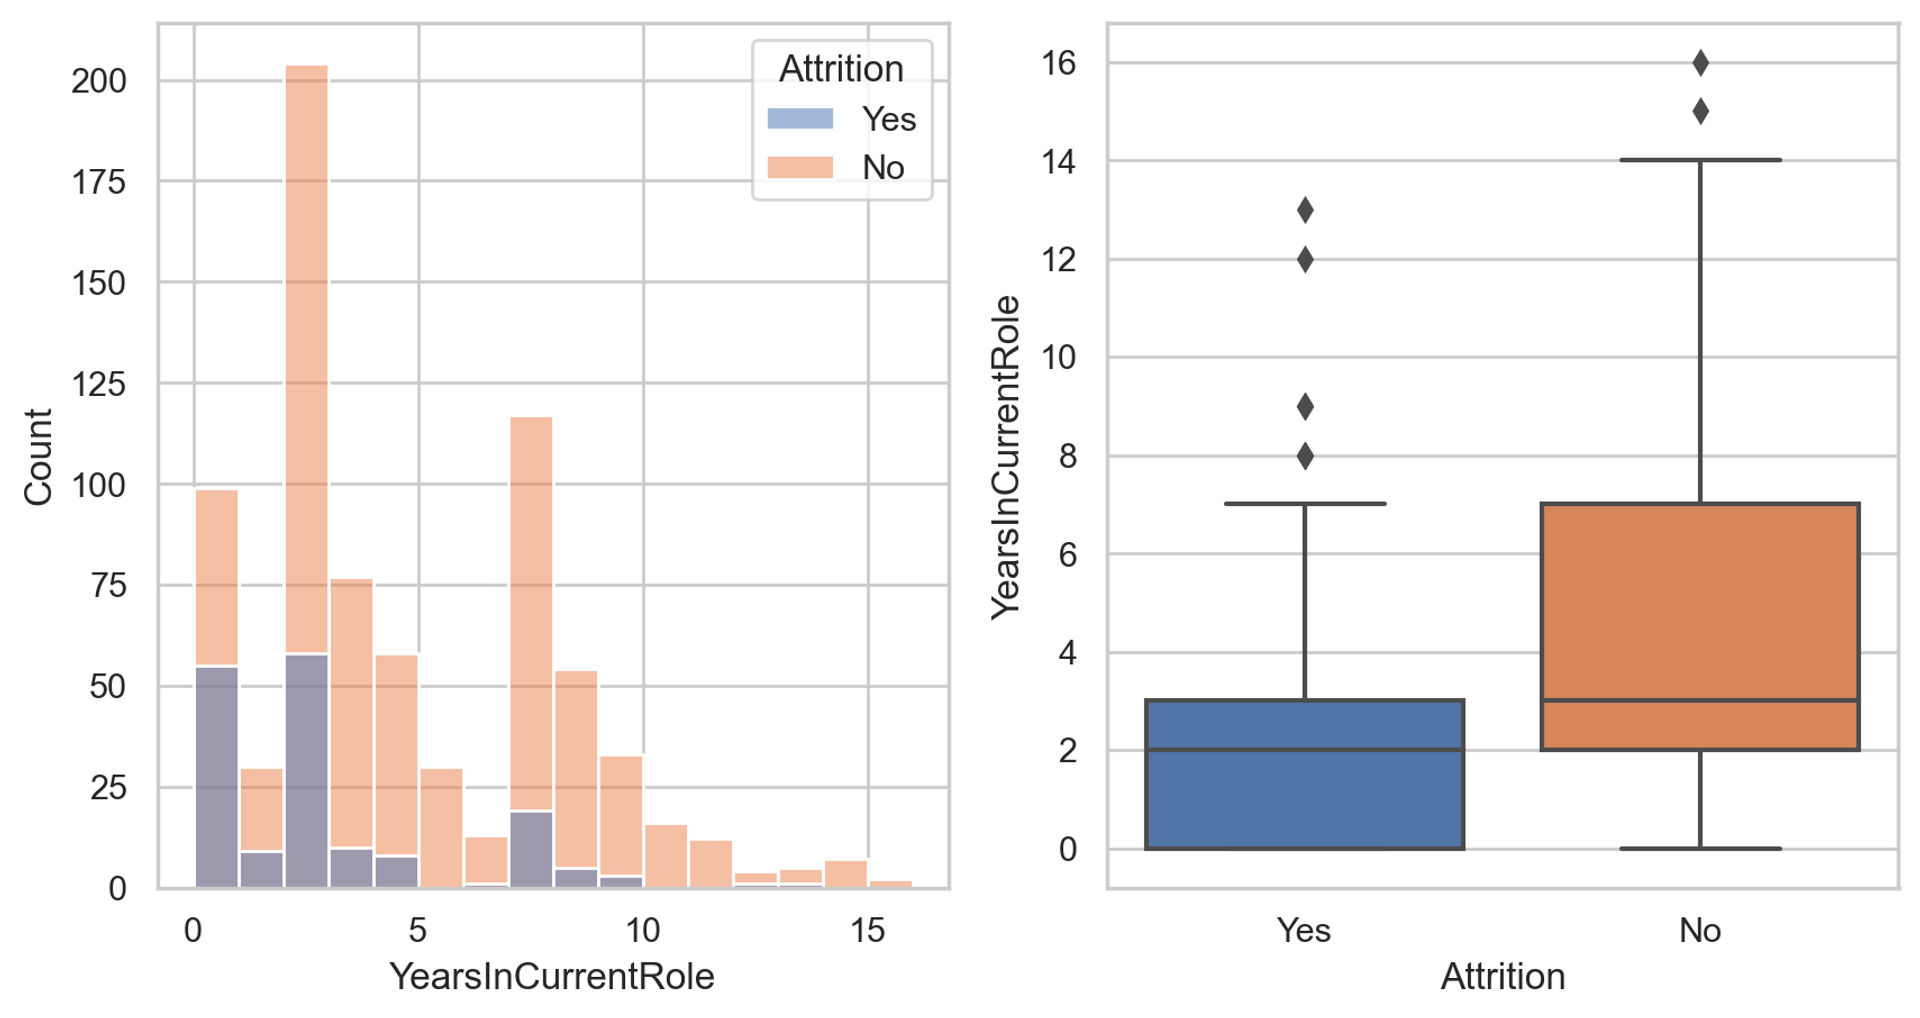 Attrition
Yes
No
Count
200
175
150
125
100
75
50
25
0
0 5 10 15
YearsInCurrentRole
YearsInCurrentRole
16
14
12
10
8
6
4
2
0
Yes No
Attrition